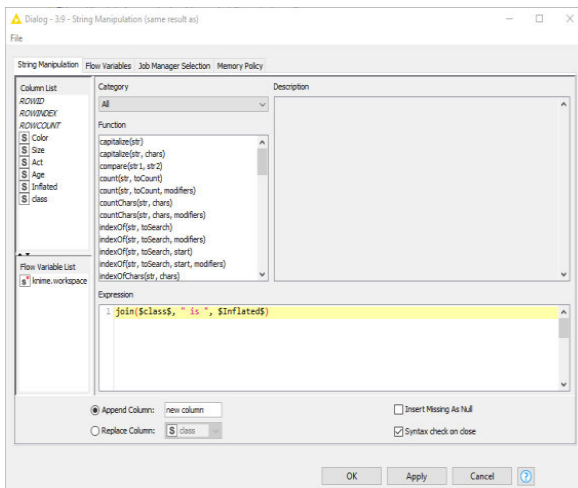 Dialog - 3:9 - String Manipulation (same result as)
File
String Manipulation Flow Variables Job Manager Selection Memory Policy
Column List
ROWID
ROWINDEX
ROWCOUNT
S Color
S Size
S Act
S Age
S Inflated
S class
Flow Variable List
s knime.workspace
Category
All
Function
capitalize(str)
capitalize(str, chars)
compare(str1, str2)
count(str, toCount)
count(str, toCount, modifiers)
countChars(str, chars)
countChars(str, chars, modifiers)
indexOf(str, toSearch)
indexOf(str, toSearch, modifiers)
indexOf(str, toSearch, start)
indexOf(str, toSearch, start, modifiers)
indexOfChars(str, chars)
Description
Expression
1 join($class$, " is ", $Inflated$)
Append Column: new column
Replace Column: S class
Insert Missing As Null
Syntax check on close
OK Apply Cancel ?